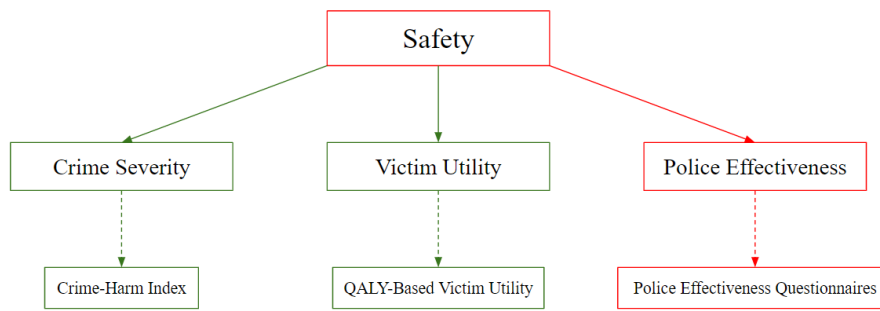 Safety
Crime Severity
Victim Utility
Police Effectiveness
Crime-Harm Index
QALY-Based Victim Utility
Police Effectiveness Questionnaires